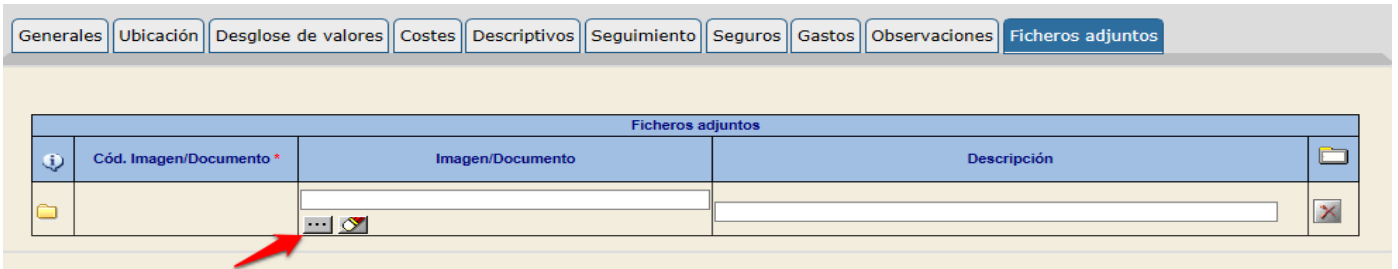 Generales Ubicación Desglose de valores Costes Descriptivos Seguimiento Seguros Gastos Observaciones Ficheros adjuntos
Ficheros adjuntos
Cód. Imagen/Documento * Imagen/Documento Descripción